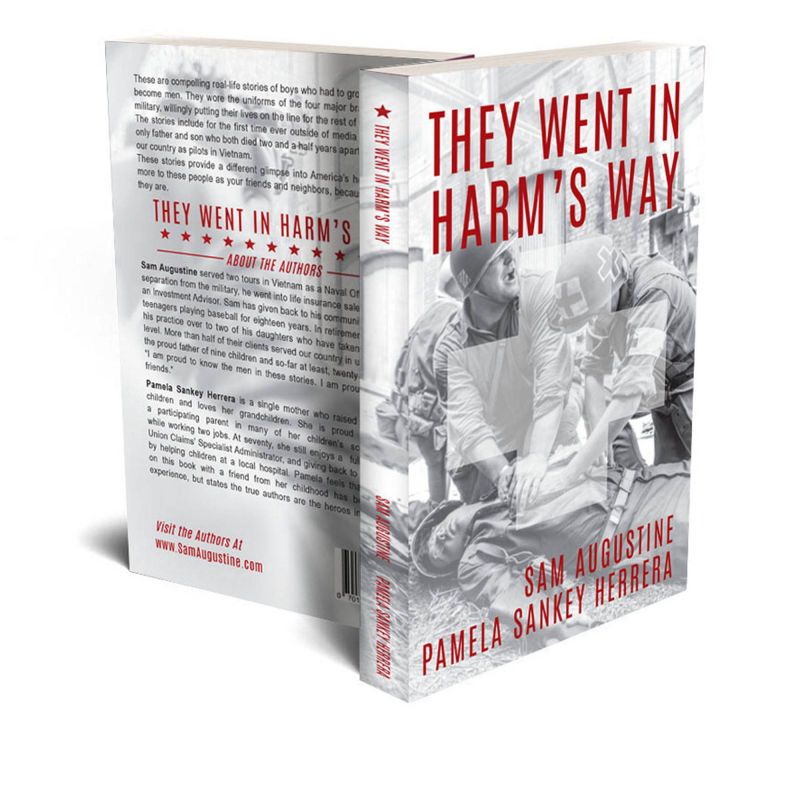 These are compelling real-life stories of boys who had to
become men. They wore the uniforms of the four major
military, willingly putting their lives on the line for the rest of
The stories include for the first time ever outside of media
only father and son who both died two and a half years apart
our country as pilots in Vietnam.
These stories provide a different glimpse into America's
more to these people as your friends and neighbors,
they are.
THEY WENT IN HARM'S
ABOUT THE AUTHORS
Sam Augustine served two tours in Vietnam as a Naval
separation from the military, he went into life insurance
an Investment Advisor. Sam has given back to his
teenagers playing baseball for eighteen years. In
his practice over to two of his daughters who have taken
level. More than half of their clients served our country in
the proud father of nine children and so-far at least, twenty
"I am proud to know the men in these stories. I am
friends."
Pamela Sankey Herrera is a single mother who raised
children and loves her grandchildren. She is proud
a participating parent in many of her children's
while working two jobs. At seventy, she still enjoys a
Union Claims' Specialist Administrator, and giving back to
by helping children at a local hospital. Pamela feels
on this book with a friend from her childhood has
experience, but states the true authors are the heroes in
Visit the Authors At
www.SamAugustine.com
THEY WENT IN HARM'S WAY
SAM AUGUSTINE PAMELA SANKEY HERRERA
THEY WENT IN
HARM'S WAY
SAM AUGUSTINE
PAMELA SANKEY HERRERA